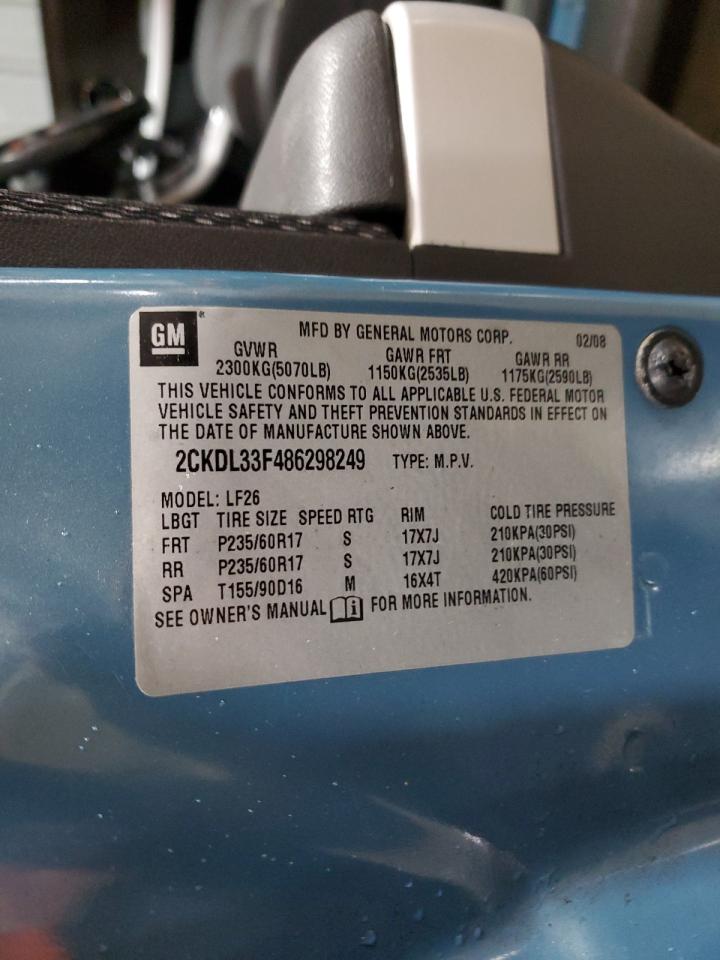 GM
MFD BY GENERAL MOTORS CORP. 02/08
GVWR GAWR FRT GAWR RR
2300KG(5070LB) 1150KG(2535LB) 1175KG(2590LB)
THIS VEHICLE CONFORMS TO ALL APPLICABLE U.S. FEDERAL MOTOR
VEHICLE SAFETY AND THEFT PREVENTION STANDARDS IN EFFECT ON
THE DATE OF MANUFACTURE SHOWN ABOVE.
2CKDL33F486298249 TYPE: M.P.V.
MODEL: LF26
LBGT TIRE SIZE SPEED RTG RIM COLD TIRE PRESSURE
FRT P235/60R17 S 17X7J 210KPA(30PSI)
RR P235/60R17 S 17X7J 210KPA(30PSI)
SPA T155/90D16 M 16X4T 420KPA(60PSI)
SEE OWNER'S MANUAL i FOR MORE INFORMATION.